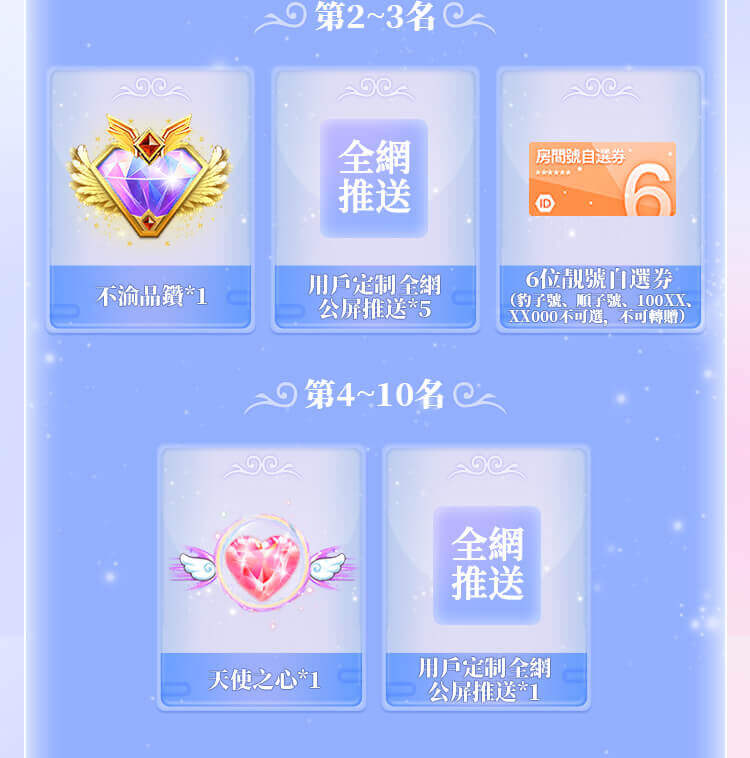 第2~3名
全網
推送
房間號自選券
******
ID
6
不渝晶鑽*1
用戶定制全網
公屏推送*5
6位靚號自選券
(豹子號、順子號、100XX、
XX000不可選，不可轉贈)
第4~10名
全網
推送
天使之心*1
用戶定制全網
公屏推送*1